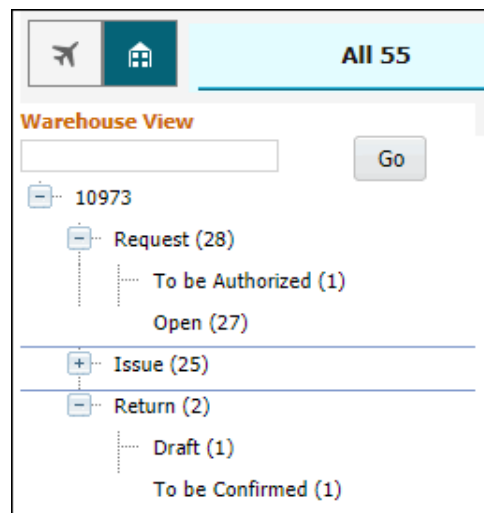 All 55
Warehouse View
Go
10973
Request (28)
To be Authorized (1)
Open (27)
Issue (25)
Return (2)
Draft (1)
To be Confirmed (1)